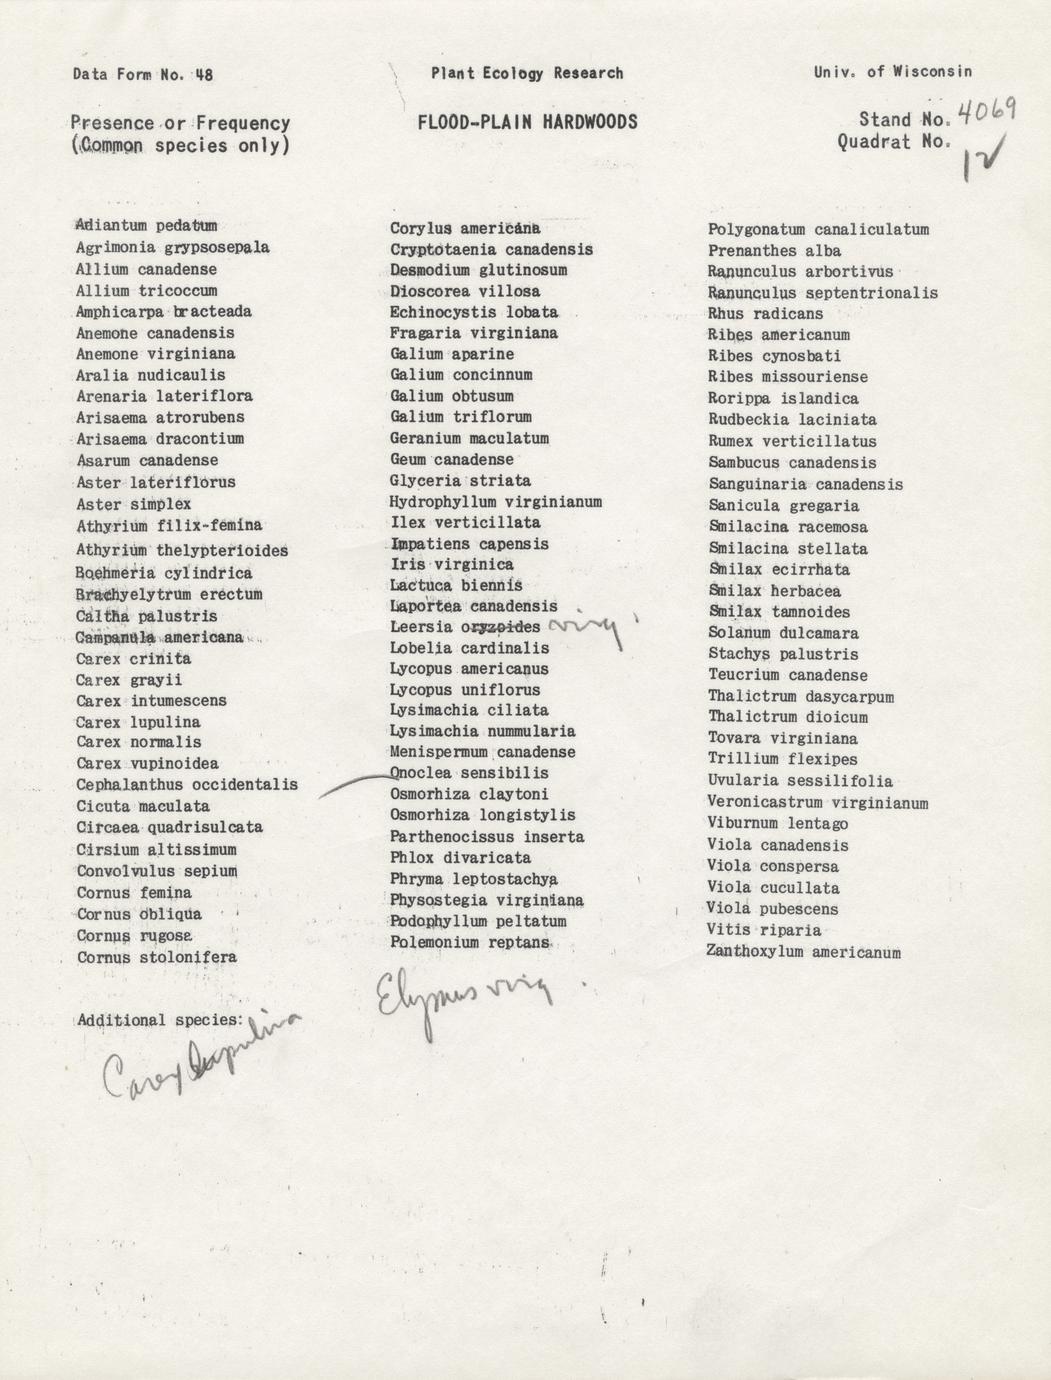 Data Form No. 48
Plant Ecology Research
Univ. of Wisconsin
Presence or Frequency
(Common species only)
FLOOD-PLAIN HARDWOODS
Stand No. 4069
Quadrat No.
12
Adiantum pedatum
Agrimonia grypsosepala
Allium canadense
Allium tricoccum
Amphicarpa bracteada
Anemone canadensis
Anemone virginiana
Aralia nudicaulis
Arenaria lateriflora
Arisaema atrorubens
Arisaema dracontium
Asarum canadense
Aster lateriflorus
Aster simplex
Athyrium filix-femina
Athyrium thelypterioides
Boehmeria cylindrica
Brachyelytrum erectum
Caltha palustris
Campanula americana
Carex crinita
Carex grayii
Carex intumescens
Carex lupulina
Carex normalis
Carex vupinoidea
Cephalanthus occidentalis
Cicuta maculata
Circaea quadrisulcata
Cirsium altissimum
Convolvulus sepium
Cornus femina
Cornus obliqua
Cornus rugosa
Cornus stolonifera
Corylus americana
Cryptotaenia canadensis
Desmodium glutinosum
Dioscorea villosa
Echinocystis lobata
Fragaria virginiana
Galium aparine
Galium concinnum
Galium obtusum
Galium triflorum
Geranium maculatum
Geum canadense
Glyceria striata
Hydrophyllum virginianum
Ilex verticillata
Impatiens capensis
Iris virginica
Lactuca biennis
Laportea canadensis
Leersia oryzoides virg
Lobelia cardinalis
Lycopus americanus
Lycopus uniflorus
Lysimachia ciliata
Lysimachia nummularia
Menispermum canadense
Onoclea sensibilis
Osmorhiza claytoni
Osmorhiza longistylis
Parthenocissus inserta
Phlox divaricata
Phryma leptostachya
Physostegia virginiana
Podophyllum peltatum
Polemonium reptans
Polygonatum canaliculatum
Prenanthes alba
Ranunculus arbortivus
Ranunculus septentrionalis
Rhus radicans
Ribes americanum
Ribes cynosbati
Ribes missouriense
Rorippa islandica
Rudbeckia laciniata
Rumex verticillatus
Sambucus canadensis
Sanguinaria canadensis
Sanicula gregaria
Smilacina racemosa
Smilacina stellata
Smilax ecirrhata
Smilax herbacea
Smilax tamnoides
Solanum dulcamara
Stachys palustris
Teucrium canadense
Thalictrum dasycarpum
Thalictrum dioicum
Tovara virginiana
Trillium flexipes
Uvularia sessilifolia
Veronicastrum virginianum
Viburnum lentago
Viola canadensis
Viola conspersa
Viola cucullata
Viola pubescens
Vitis riparia
Zanthoxylum americanum
Elymus virg
Additional species:
Carex lupulina